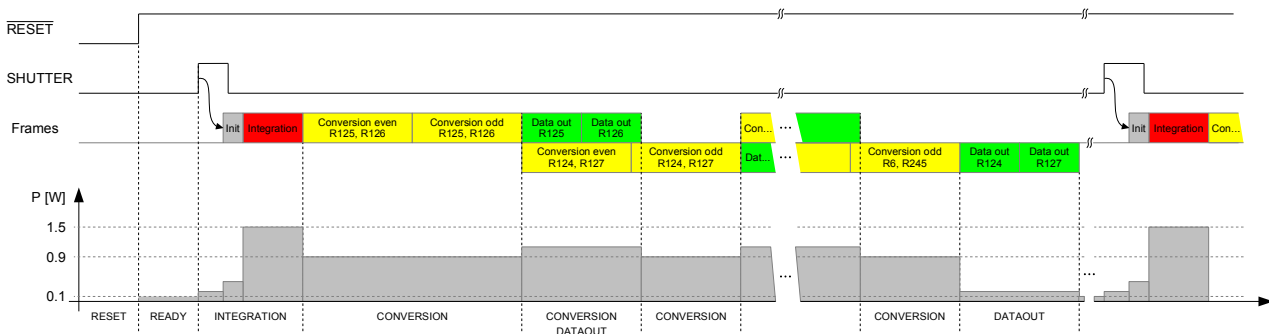 RESET
SHUTTER
Frames
Init
Integration
Conversion even
R125, R126
Conversion odd
R125, R126
Data out
R125
Data out
R126
Con...
...
Init
Integration
Con...
Conversion even
R124, R127
Conversion odd
R124, R127
Dat...
...
Conversion odd
R6, R245
Data out
R124
Data out
R127
P [W]
1.5
0.9
0.1
...
...
RESET
READY
INTEGRATION
CONVERSION
CONVERSION
DATAOUT
CONVERSION
CONVERSION
DATAOUT